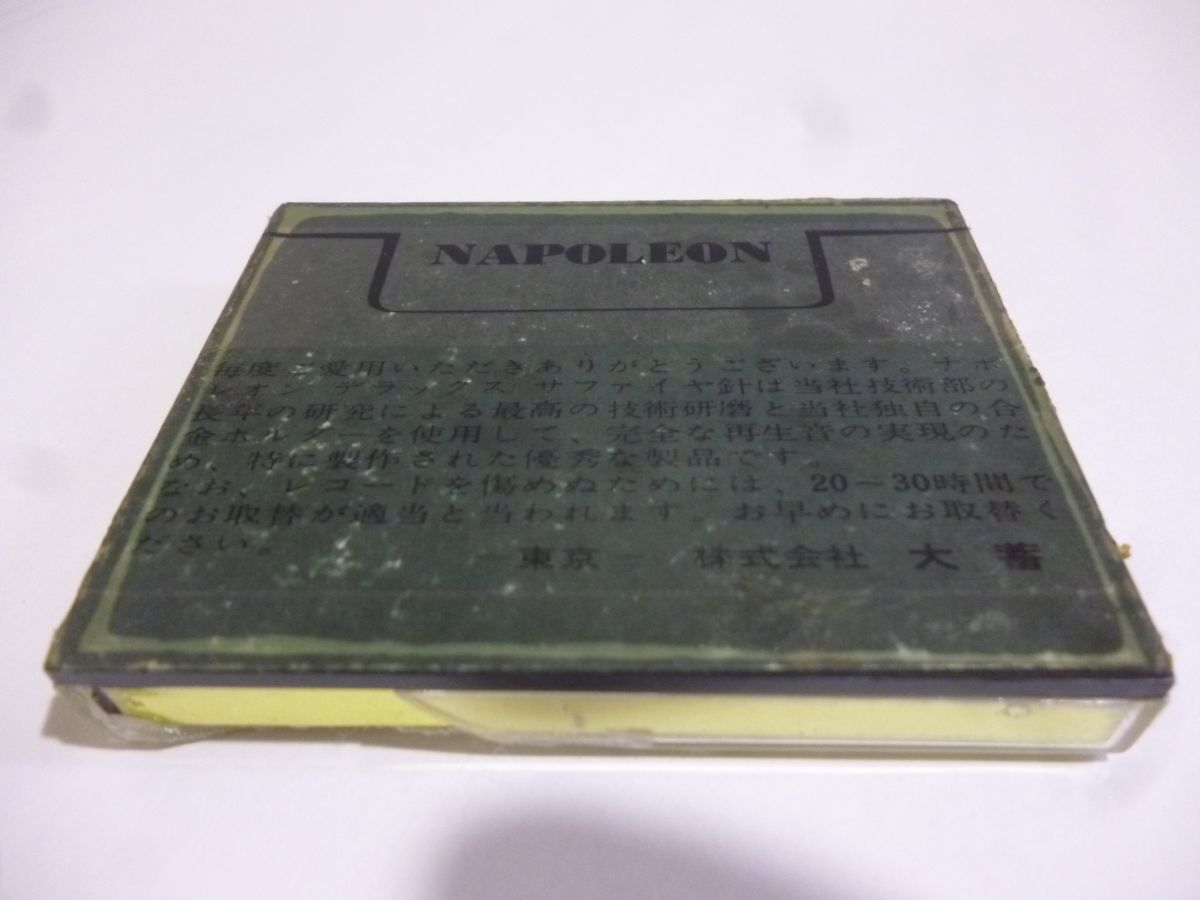 NAPOLEON
毎度ご愛用いただきありがとうございます。ナポ
レオンデラックス サファイヤ針は当社技術部の
長年の研究による最高の技術研磨と当社独自の合
金ホルダーを使用して、完全な再生音の実現のた
め、特に製作された優秀な製品です。
なお、レコードを傷めぬためには、20〜30時間で
のお取替が適当と当われます。お早めにお取替く
ださい。
東京 株式会社 大蓄